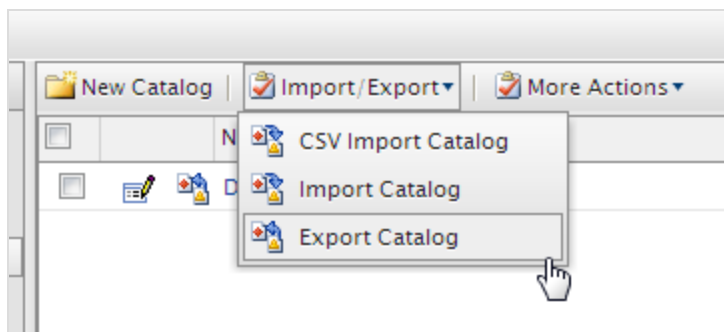 New Catalog | Import/Export | More Actions
N
CSV Import Catalog
D
Import Catalog
Export Catalog